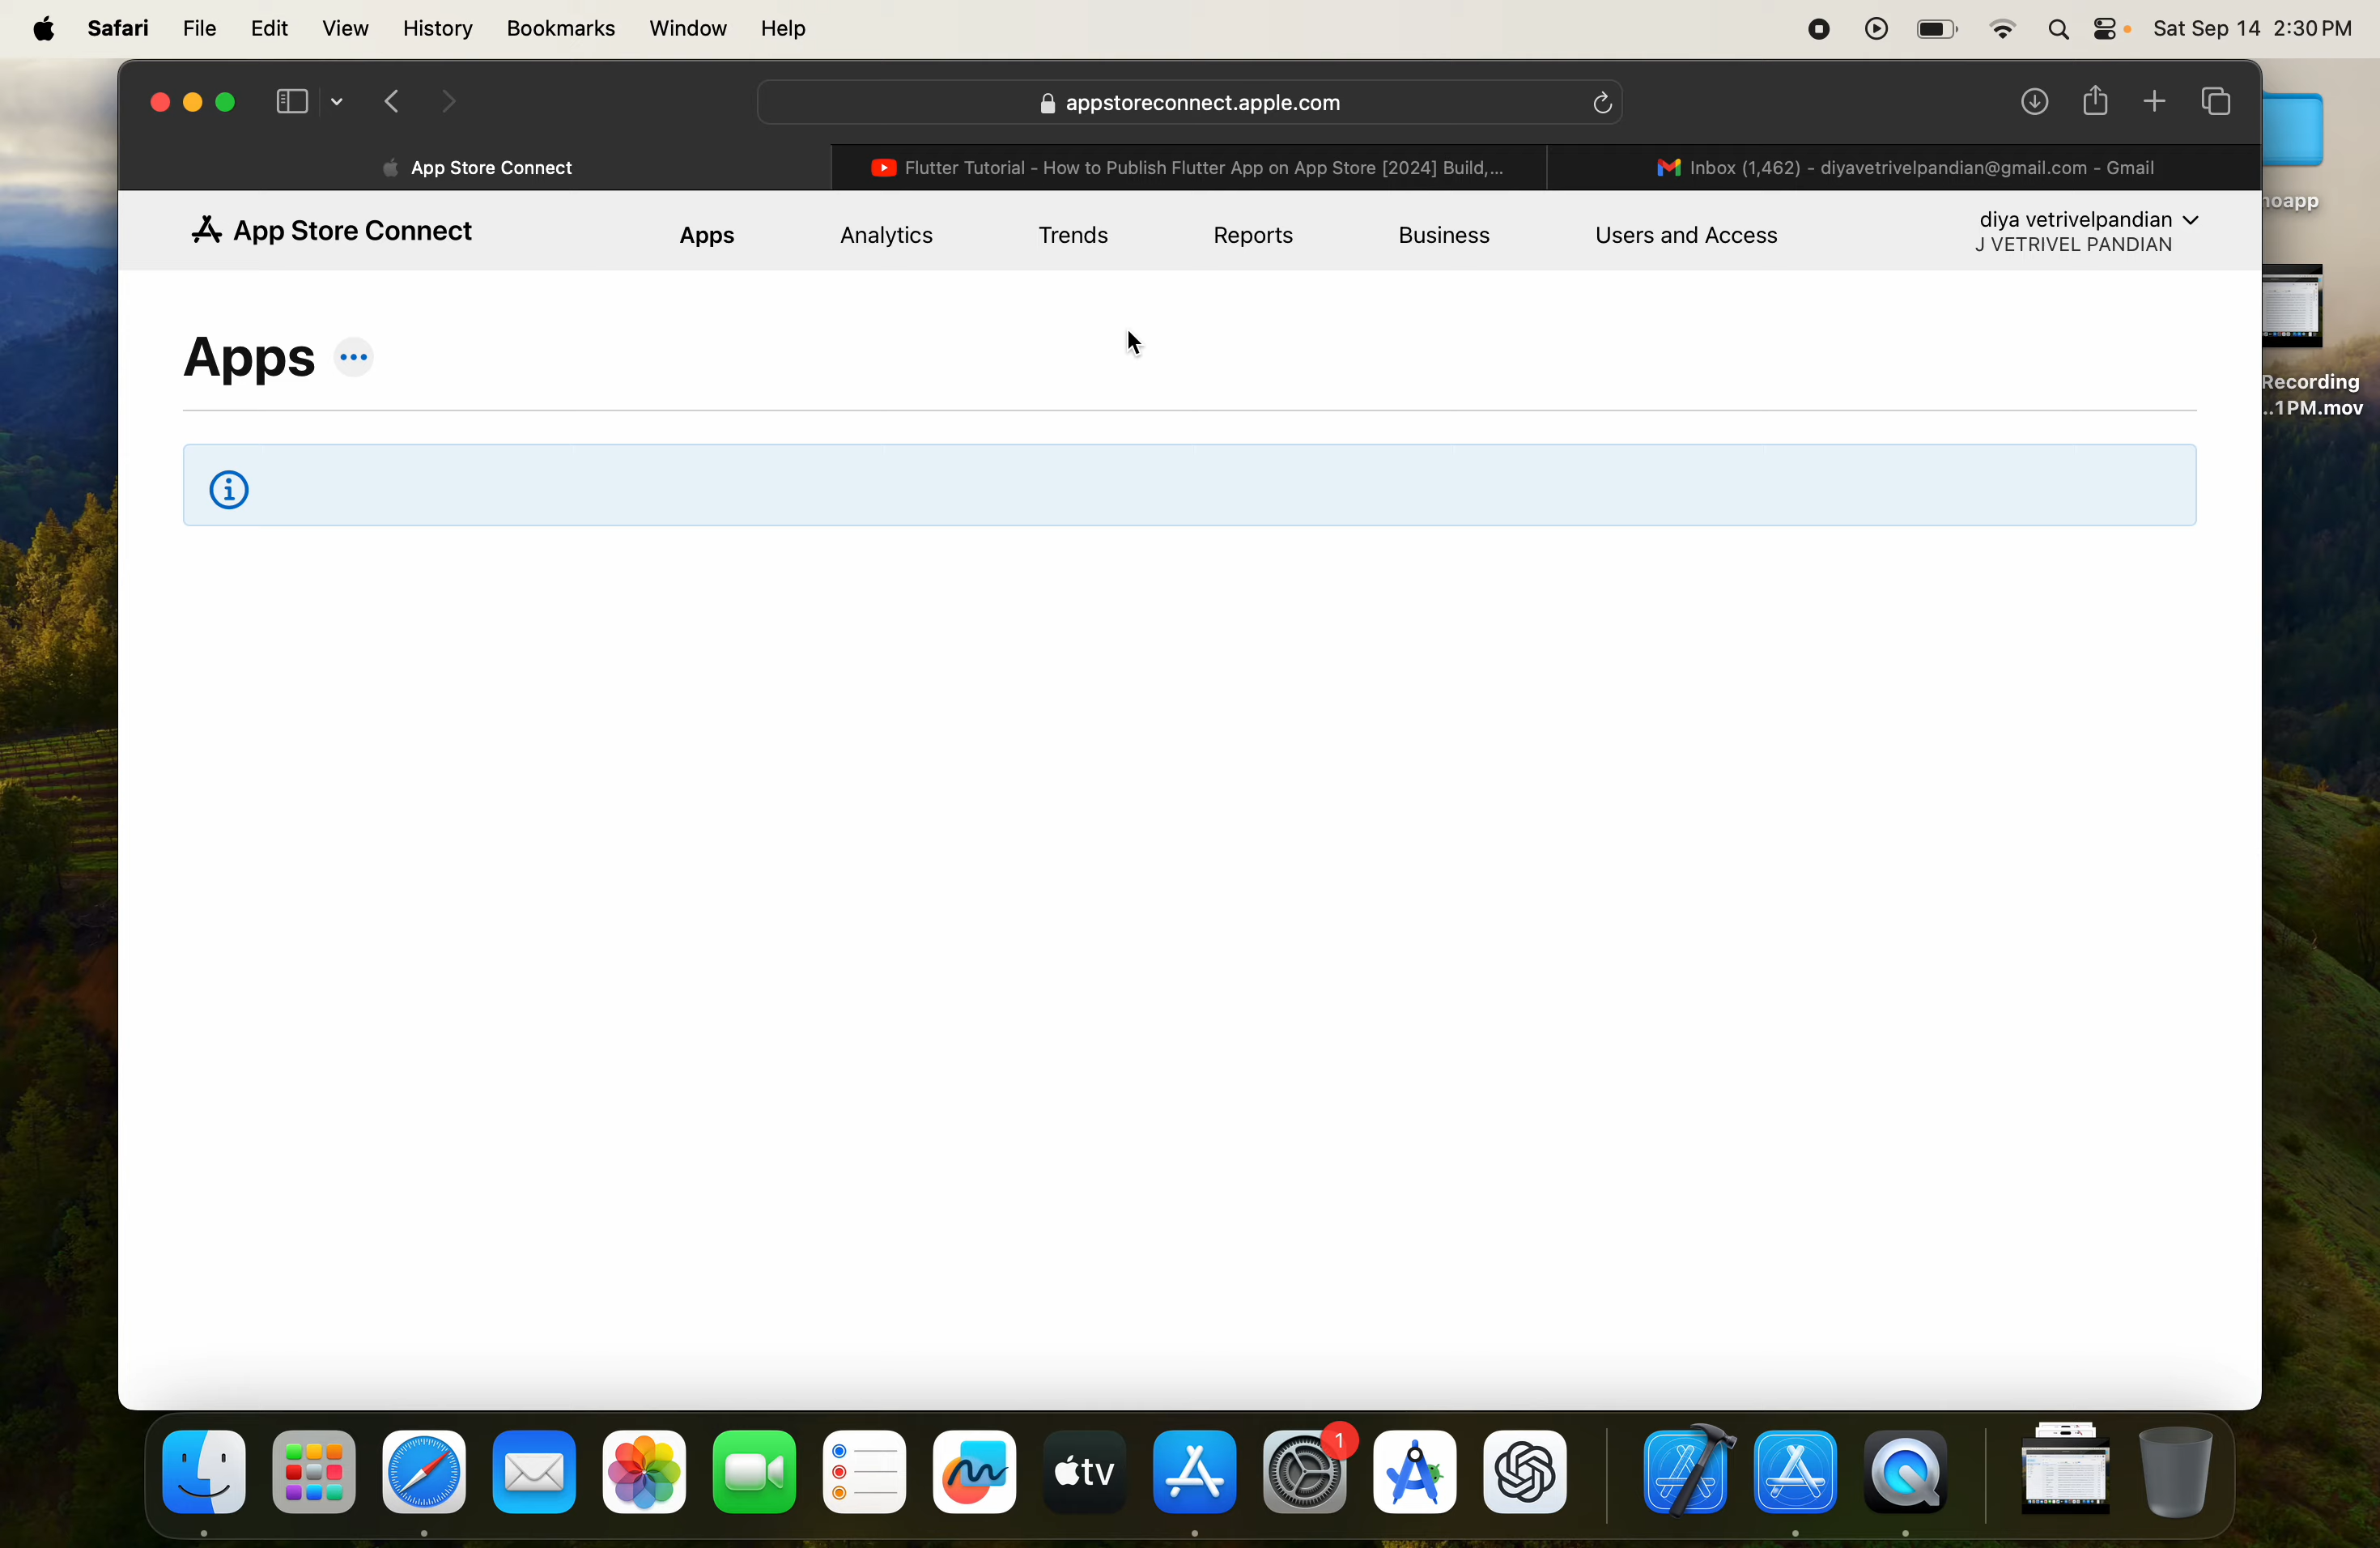 Safari File Edit View History Bookmarks Window Help Sat Sep 14 2:30 PM
appstoreconnect.apple.com
App Store Connect
Flutter Tutorial - How to Publish Flutter App on App Store [2024] Build,...
Inbox (1,462) - diyavetrivelpandian@gmail.com - Gmail
App Store Connect Apps Analytics Trends Reports Business Users and Access
diya vetrivelpandian
J VETRIVEL PANDIAN
Apps
Recording
..1PM.mov
tv
1